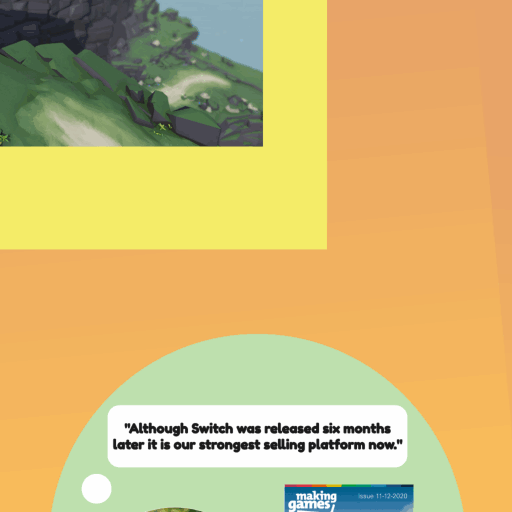 "Although Switch was released six months
later it is our strongest selling platform now."
making
games
Issue 11-12-2020